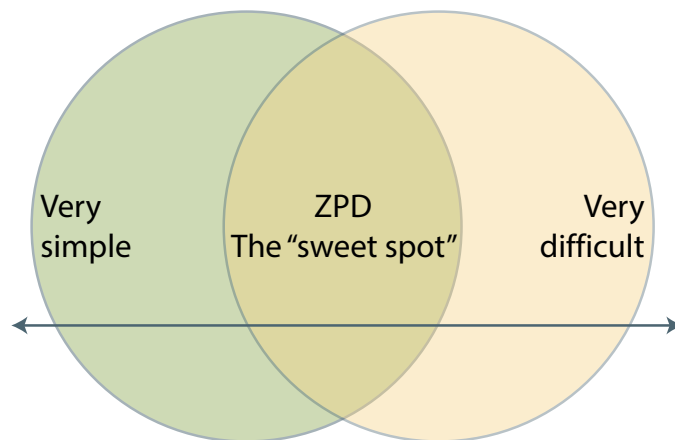 Very
simple
ZPD
The “sweet spot”
Very
difficult